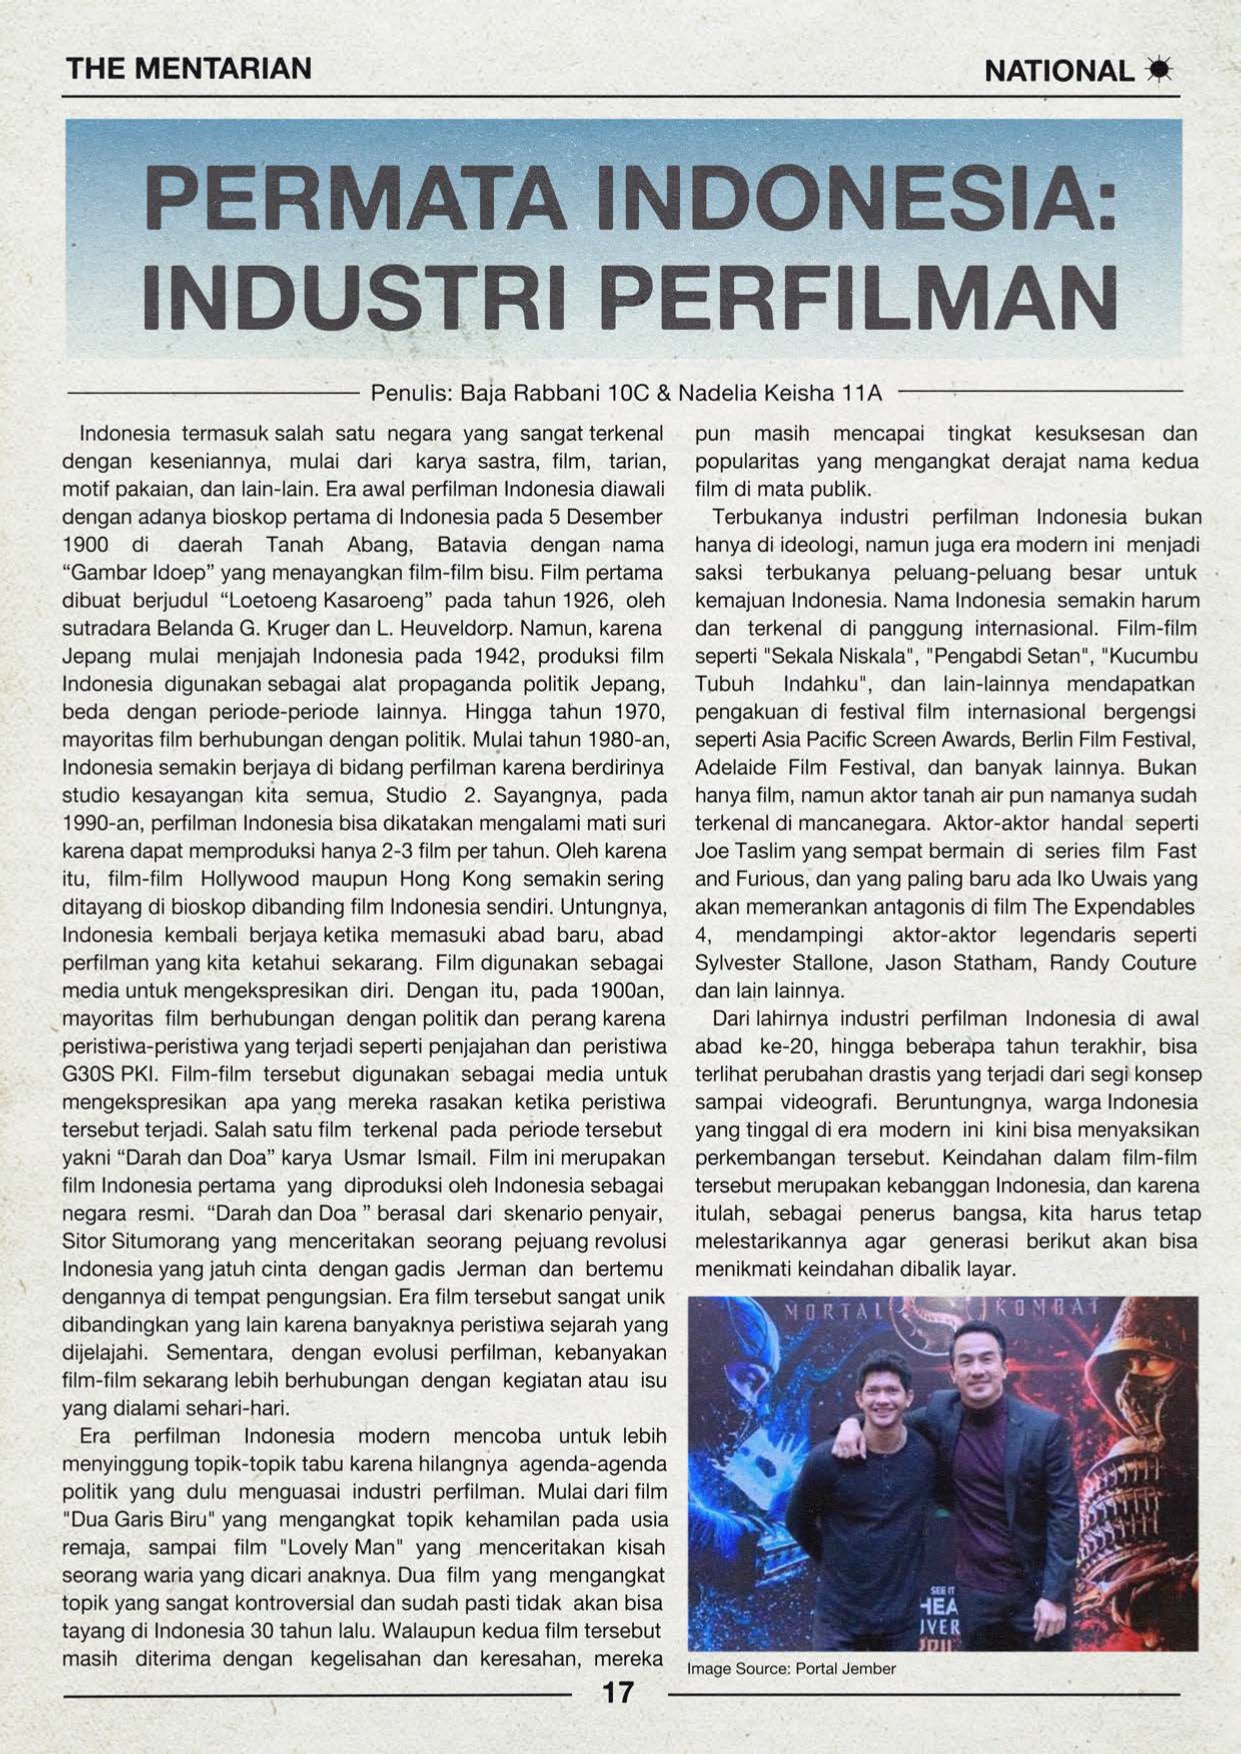 THE MENTARIAN
NATIONAL
PERMATA INDONESIA:
INDUSTRI PERFILMAN
Penulis: Baja Rabbani 10C & Nadelia Keisha 11A
Indonesia termasuk salah satu negara yang sangat terkenal
dengan keseniannya, mulai dari karya sastra, film, tarian,
motif pakaian, dan lain-lain. Era awal perfilman Indonesia diawali
dengan adanya bioskop pertama di Indonesia pada 5 Desember
1900 di daerah Tanah Abang, Batavia dengan nama
“Gambar Idoep” yang menayangkan film-film bisu. Film pertama
dibuat berjudul “Loetoeng Kasaroeng” pada tahun 1926, oleh
sutradara Belanda G. Kruger dan L. Heuveldorp. Namun, karena
Jepang mulai menjajah Indonesia pada 1942, produksi film
Indonesia digunakan sebagai alat propaganda politik Jepang,
beda dengan periode-periode lainnya. Hingga tahun 1970,
mayoritas film berhubungan dengan politik. Mulai tahun 1980-an,
Indonesia semakin berjaya di bidang perfilman karena berdirinya
studio kesayangan kita semua, Studio 2. Sayangnya, pada
1990-an, perfilman Indonesia bisa dikatakan mengalami mati suri
karena dapat memproduksi hanya 2-3 film per tahun. Oleh karena
itu, film-film Hollywood maupun Hong Kong semakin sering
ditayang di bioskop dibanding film Indonesia sendiri. Untungnya,
Indonesia kembali berjaya ketika memasuki abad baru, abad
perfilman yang kita ketahui sekarang. Film digunakan sebagai
media untuk mengekspresikan diri. Dengan itu, pada 1900an,
mayoritas film berhubungan dengan politik dan perang karena
peristiwa-peristiwa yang terjadi seperti penjajahan dan peristiwa
G30S PKI. Film-film tersebut digunakan sebagai media untuk
mengekspresikan apa yang mereka rasakan ketika peristiwa
tersebut terjadi. Salah satu film terkenal pada periode tersebut
yakni “Darah dan Doa” karya Usmar Ismail. Film ini merupakan
film Indonesia pertama yang diproduksi oleh Indonesia sebagai
negara resmi. “Darah dan Doa ” berasal dari skenario penyair,
Sitor Situmorang yang menceritakan seorang pejuang revolusi
Indonesia yang jatuh cinta dengan gadis Jerman dan bertemu
dengannya di tempat pengungsian. Era film tersebut sangat unik
dibandingkan yang lain karena banyaknya peristiwa sejarah yang
dijelajahi. Sementara, dengan evolusi perfilman, kebanyakan
film-film sekarang lebih berhubungan dengan kegiatan atau isu
yang dialami sehari-hari.
Era perfilman Indonesia modern mencoba untuk lebih
menyinggung topik-topik tabu karena hilangnya agenda-agenda
politik yang dulu menguasai industri perfilman. Mulai dari film
"Dua Garis Biru" yang mengangkat topik kehamilan pada usia
remaja, sampai film "Lovely Man" yang menceritakan kisah
seorang waria yang dicari anaknya. Dua film yang mengangkat
topik yang sangat kontroversial dan sudah pasti tidak akan bisa
tayang di Indonesia 30 tahun lalu. Walaupun kedua film tersebut
masih diterima dengan kegelisahan dan keresahan, mereka
pun masih mencapai tingkat kesuksesan dan
popularitas yang mengangkat derajat nama kedua
film di mata publik.
Terbukanya industri perfilman Indonesia bukan
hanya di ideologi, namun juga era modern ini menjadi
saksi terbukanya peluang-peluang besar untuk
kemajuan Indonesia. Nama Indonesia semakin harum
dan terkenal di panggung internasional. Film-film
seperti "Sekala Niskala", "Pengabdi Setan", "Kucumbu
Tubuh Indahku", dan lain-lainnya mendapatkan
pengakuan di festival film internasional bergengsi
seperti Asia Pacific Screen Awards, Berlin Film Festival,
Adelaide Film Festival, dan banyak lainnya. Bukan
hanya film, namun aktor tanah air pun namanya sudah
terkenal di mancanegara. Aktor-aktor handal seperti
Joe Taslim yang sempat bermain di series film Fast
and Furious, dan yang paling baru ada Iko Uwais yang
akan memerankan antagonis di film The Expendables
4, mendampingi aktor-aktor legendaris seperti
Sylvester Stallone, Jason Statham, Randy Couture
dan lain lainnya.
Dari lahirnya industri perfilman Indonesia di awal
abad ke-20, hingga beberapa tahun terakhir, bisa
terlihat perubahan drastis yang terjadi dari segi konsep
sampai videografi. Beruntungnya, warga Indonesia
yang tinggal di era modern ini kini bisa menyaksikan
perkembangan tersebut. Keindahan dalam film-film
tersebut merupakan kebanggan Indonesia, dan karena
itulah, sebagai penerus bangsa, kita harus tetap
melestarikannya agar generasi berikut akan bisa
menikmati keindahan dibalik layar.
MORTAL KOMBAT
SEE IT
Image Source: Portal Jember
17